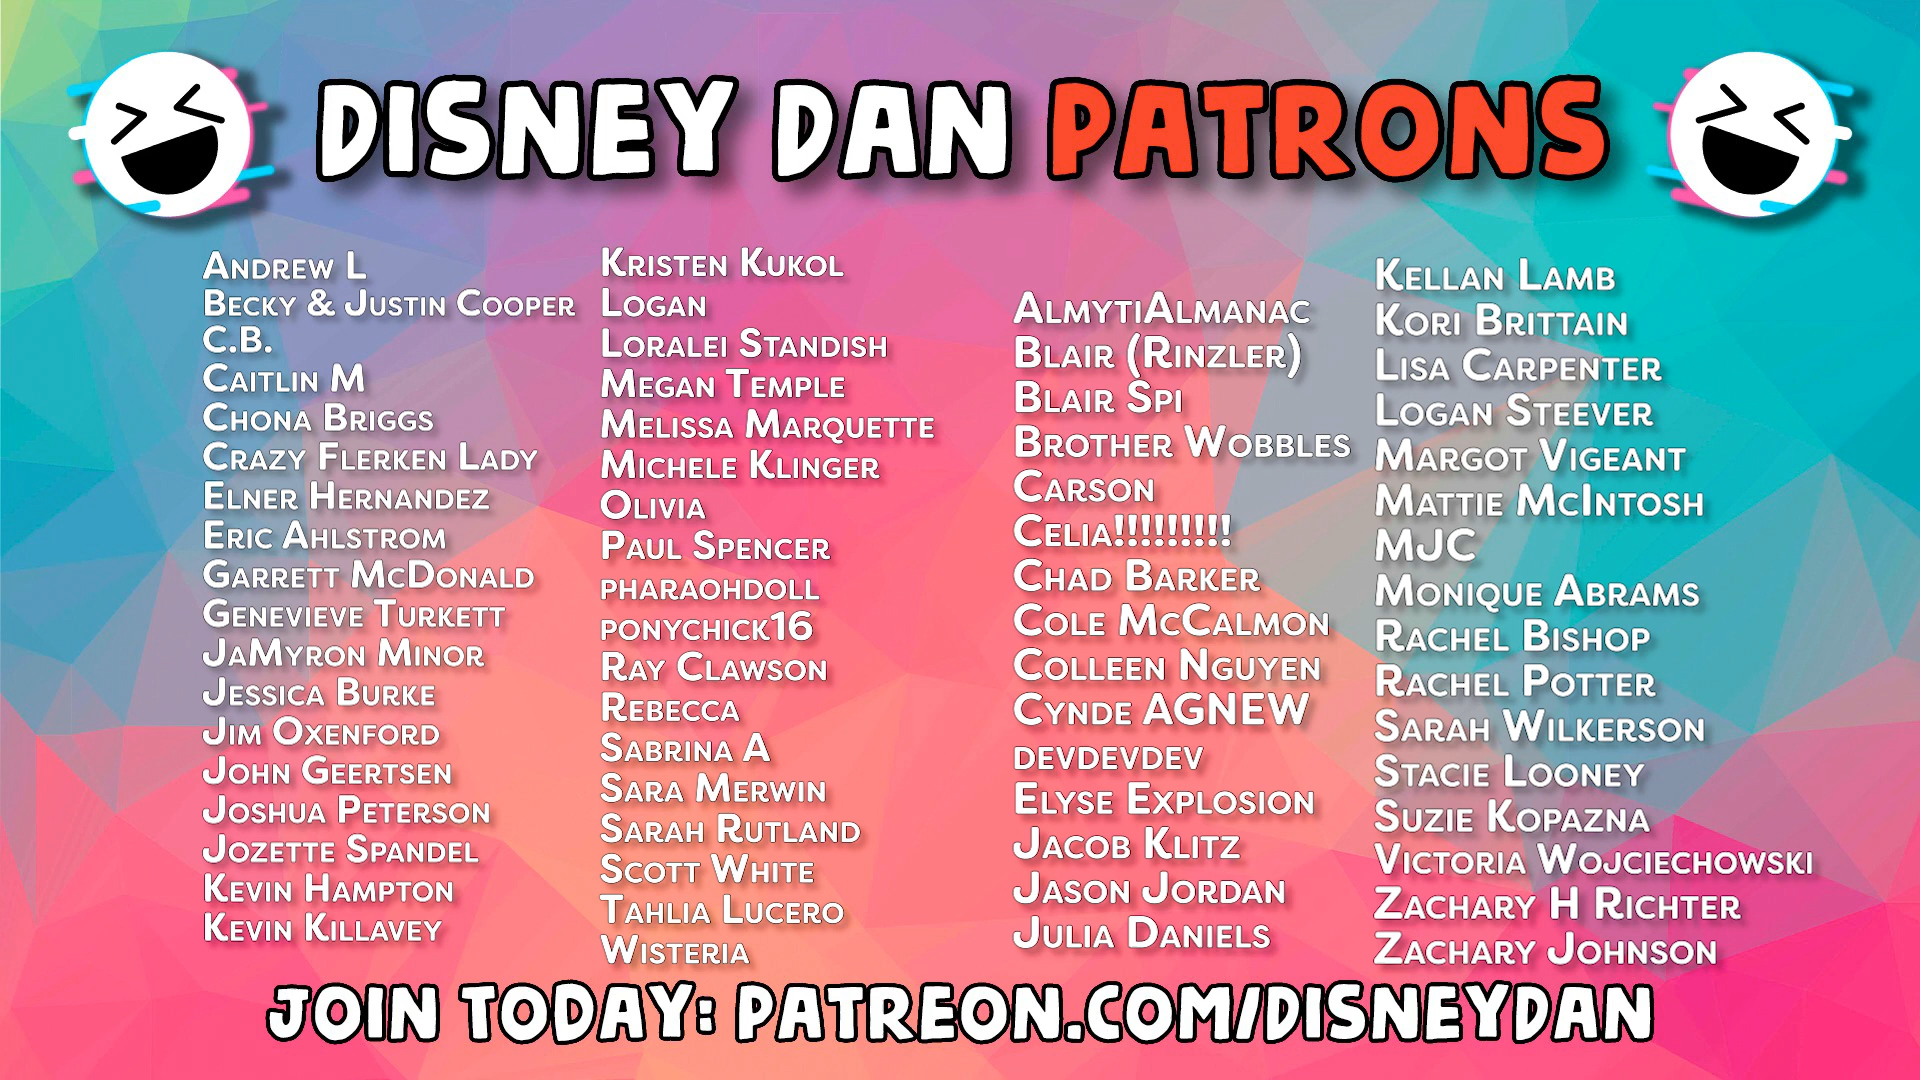 DISNEY DAN PATRONS
Andrew L
Becky & Justin Cooper
C.B.
Caitlin M
Chona Briggs
Crazy Flerken Lady
Elner Hernandez
Eric Ahlstrom
Garrett McDonald
Genevieve Turkett
JaMyron Minor
Jessica Burke
Jim Oxenford
John Geertsen
Joshua Peterson
Jozette Spandel
Kevin Hampton
Kevin Killavey
Kristen Kukol
Logan
Loralei Standish
Megan Temple
Melissa Marquette
Michele Klinger
Olivia
Paul Spencer
pharaohdoll
ponychick16
Ray Clawson
Rebecca
Sabrina A
Sara Merwin
Sarah Rutland
Scott White
Tahlia Lucero
Wisteria
AlmytiAlmanac
Blair (Rinzler)
Blair Spi
Brother Wobbles
Carson
Celia!!!!!!!!!
Chad Barker
Cole McCalmon
Colleen Nguyen
Cynde AGNEW
devdevdev
Elyse Explosion
Jacob Klitz
Jason Jordan
Julia Daniels
Kellan Lamb
Kori Brittain
Lisa Carpenter
Logan Steever
Margot Vigeant
Mattie McIntosh
MJC
Monique Abrams
Rachel Bishop
Rachel Potter
Sarah Wilkerson
Stacie Looney
Suzie Kopazna
Victoria Wojciechowski
Zachary H Richter
Zachary Johnson
JOIN TODAY: PATREON.COM/DISNEYDAN